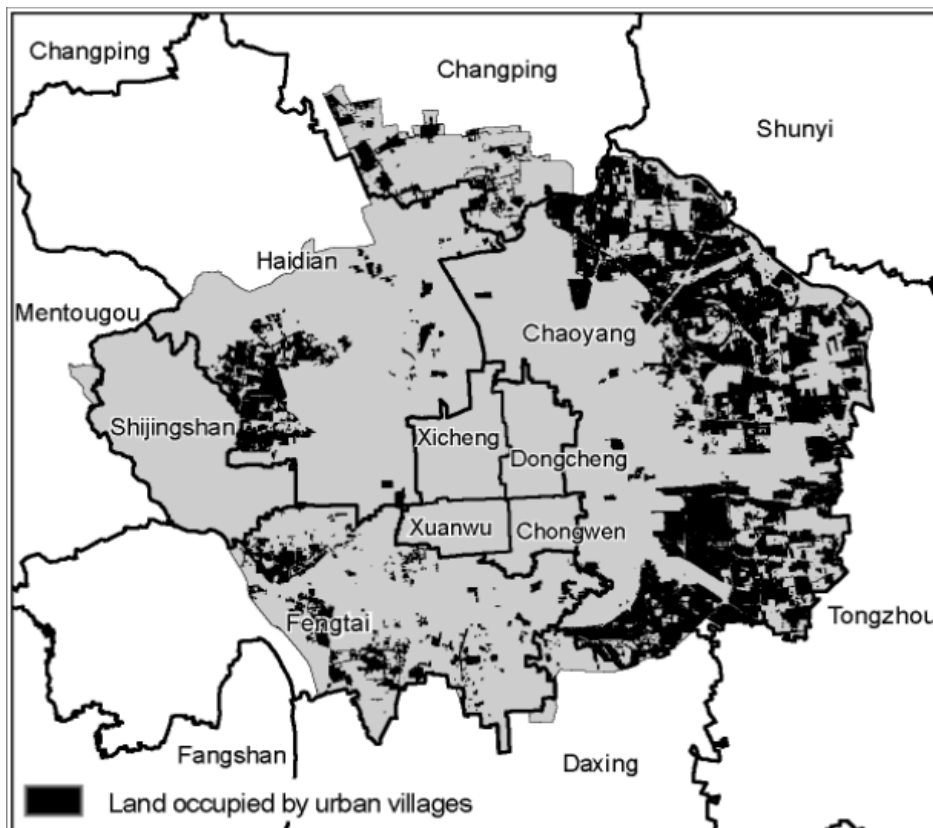 Changping
Changping
Shunyi
Haidian
Mentougou
Chaoyang
Shijingshan
Xicheng
Dongcheng
Xuanwu
Chongwen
Fengtai
Tongzhou
Fangshan
Daxing
Land occupied by urban villages